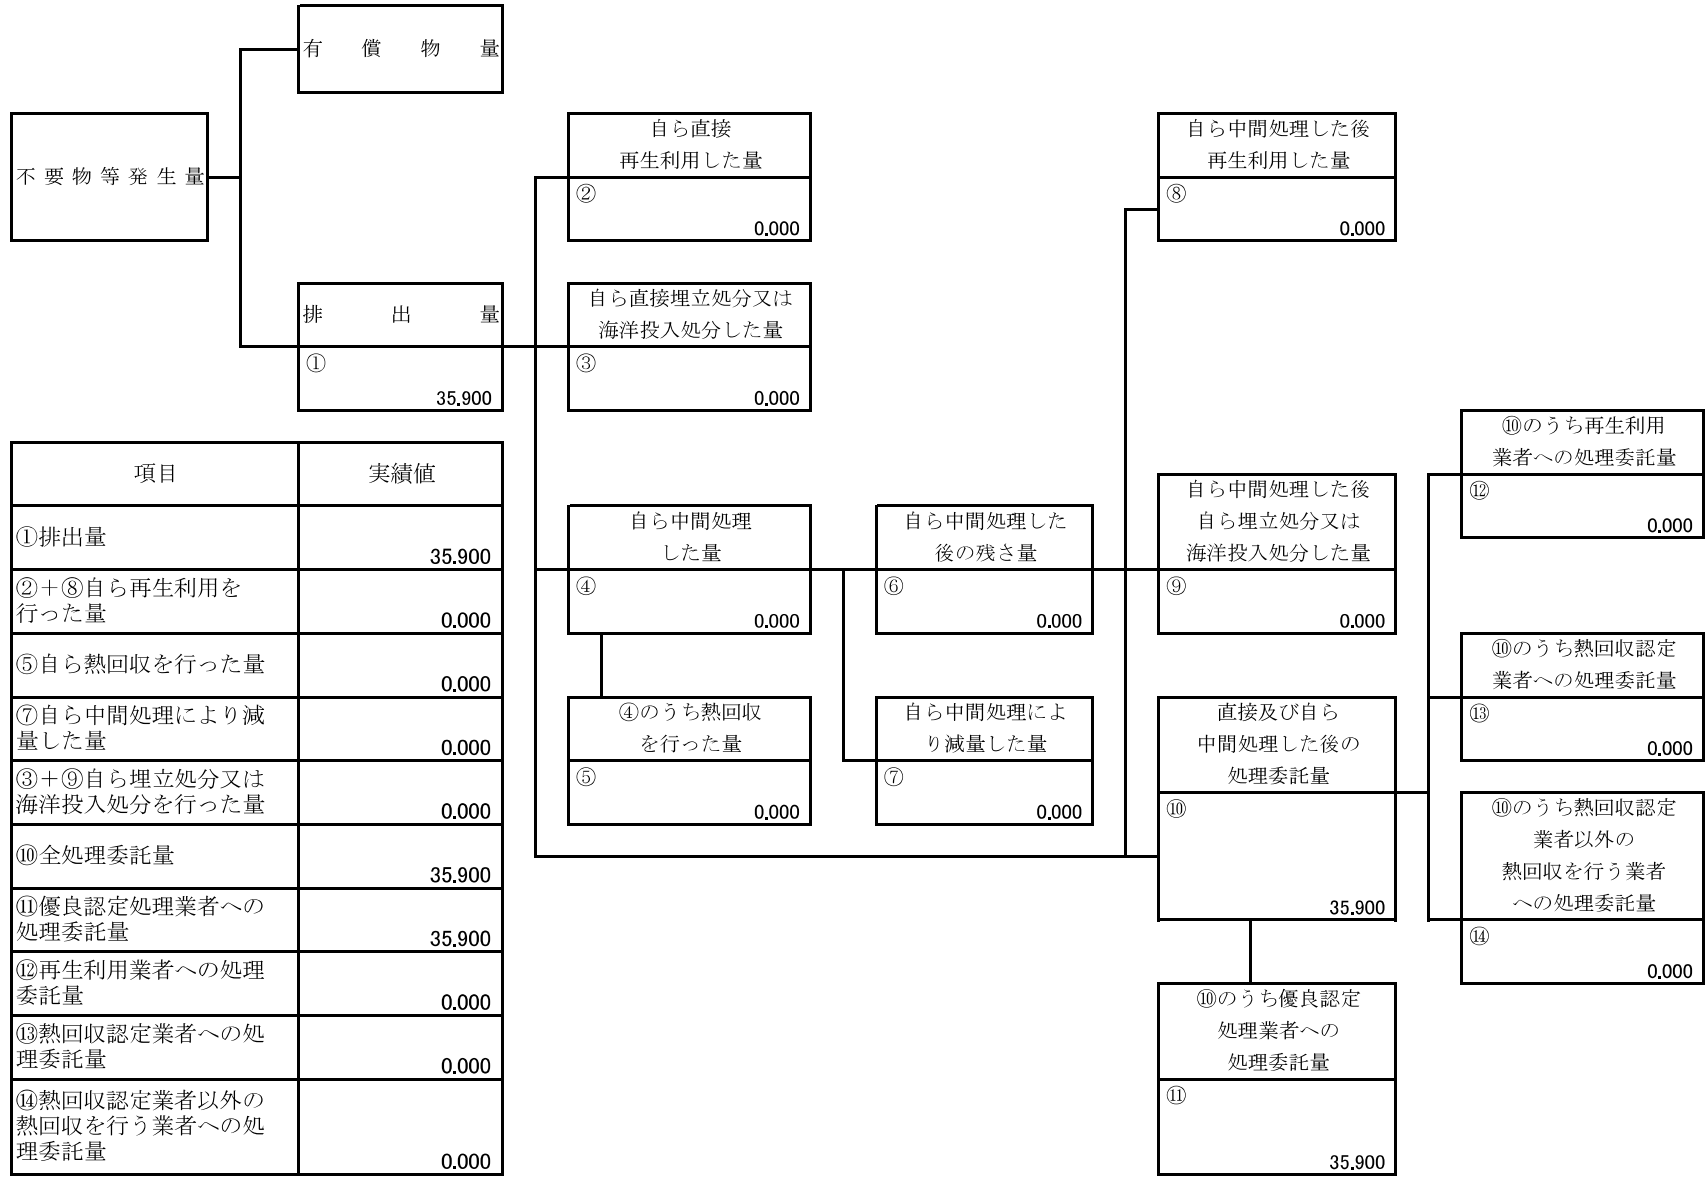 有償物量
不要物等発生量
排出量
①
35.900
自ら直接
再生利用した量
②
0.000
自ら直接埋立処分又は
海洋投入処分した量
③
0.000
自ら中間処理
した量
④
0.000
④のうち熱回収
を行った量
⑤
0.000
自ら中間処理した
後の残さ量
⑥
0.000
自ら中間処理によ
り減量した量
⑦
0.000
自ら中間処理した後
再生利用した量
⑧
0.000
自ら中間処理した後
自ら埋立処分又は
海洋投入処分した量
⑨
0.000
直接及び自ら
中間処理した後の
処理委託量
⑩
35.900
⑩のうち優良認定
処理業者への
処理委託量
⑪
35.900
⑩のうち再生利用
業者への処理委託量
⑫
0.000
⑩のうち熱回収認定
業者への処理委託量
⑬
0.000
⑩のうち熱回収認定
業者以外の
熱回収を行う業者
への処理委託量
⑭
0.000
項目 実績値
①排出量
35.900
②＋⑧自ら再生利用を
行った量
0.000
⑤自ら熱回収を行った量
0.000
⑦自ら中間処理により減
量した量
0.000
③＋⑨自ら埋立処分又は
海洋投入処分を行った量
0.000
⑩全処理委託量
35.900
⑪優良認定処理業者への
処理委託量
35.900
⑫再生利用業者への処理
委託量
0.000
⑬熱回収認定業者への処
理委託量
0.000
⑭熱回収認定業者以外の
熱回収を行う業者への処
理委託量
0.000